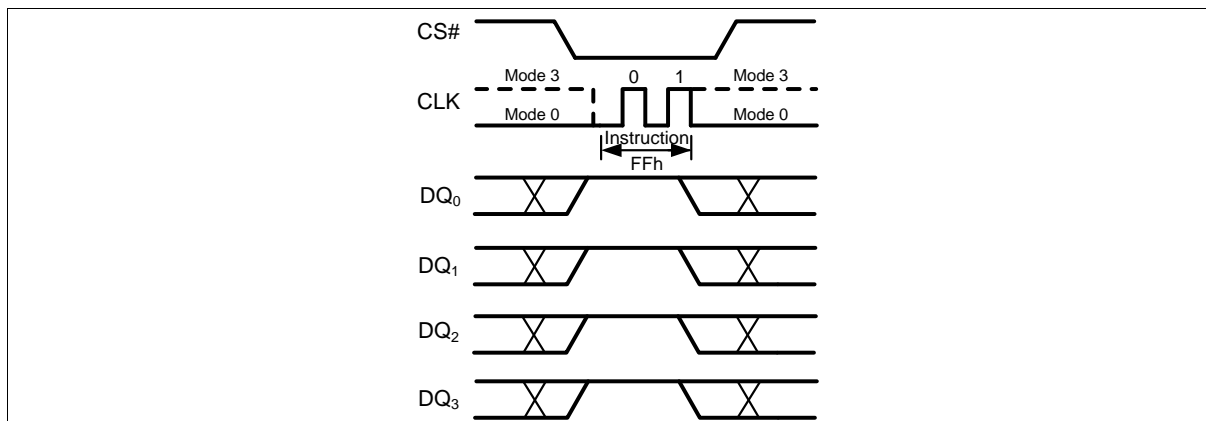 CS#
Mode 3 0 1 Mode 3
CLK
Mode 0 Mode 0
Instruction
FFh
DQ0
DQ1
DQ2
DQ3